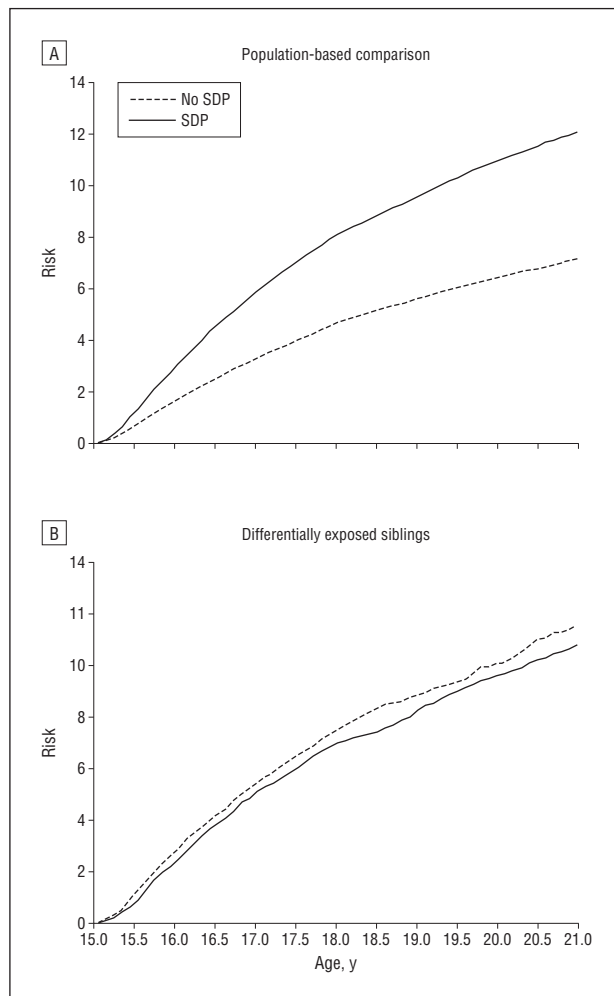 A
Population-based comparison
14
12
10
8
6
4
2
0
No SDP
SDP
Risk
B
Differentially exposed siblings
14
11
10
8
6
4
2
0
Risk
15.0 15.5 16.0 16.5 17.0 17.5 18.0 18.5 19.0 19.5 20.0 20.5 21.0
Age, y